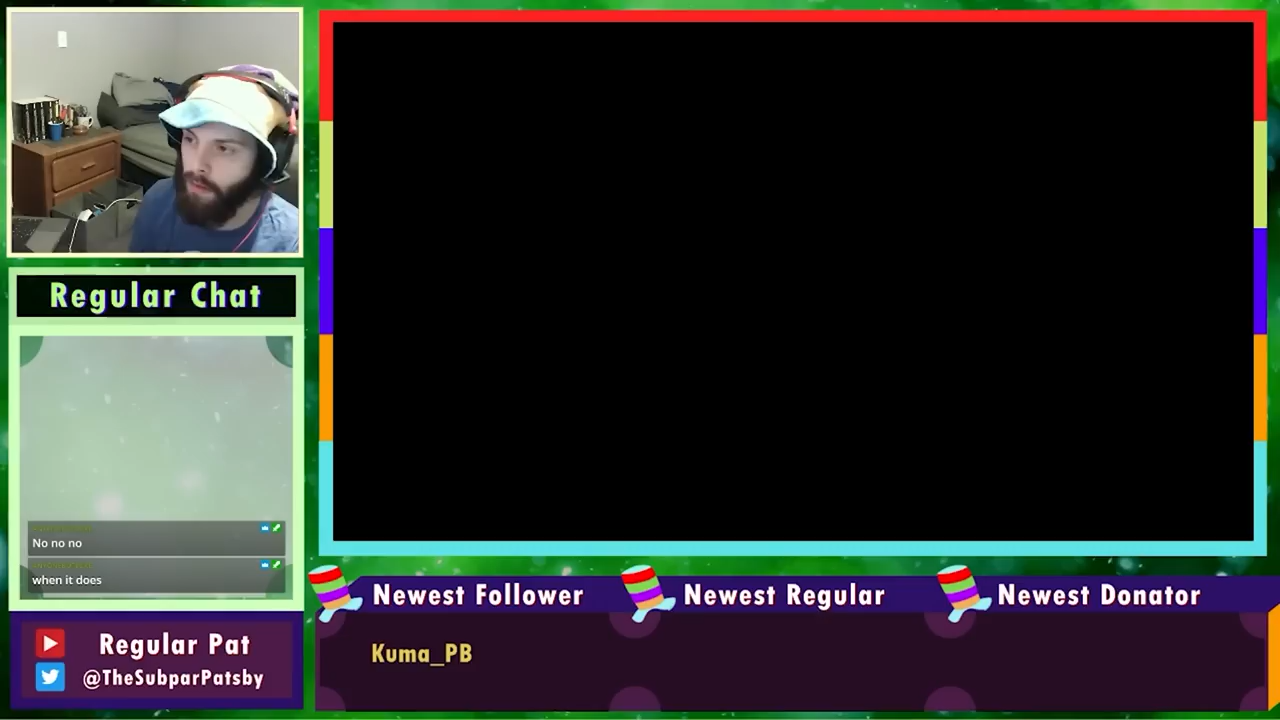 Regular Chat
No no no
when it does
Regular Pat
@TheSubparPatsby
Newest Follower
Newest Regular
Newest Donator
Kuma_PB